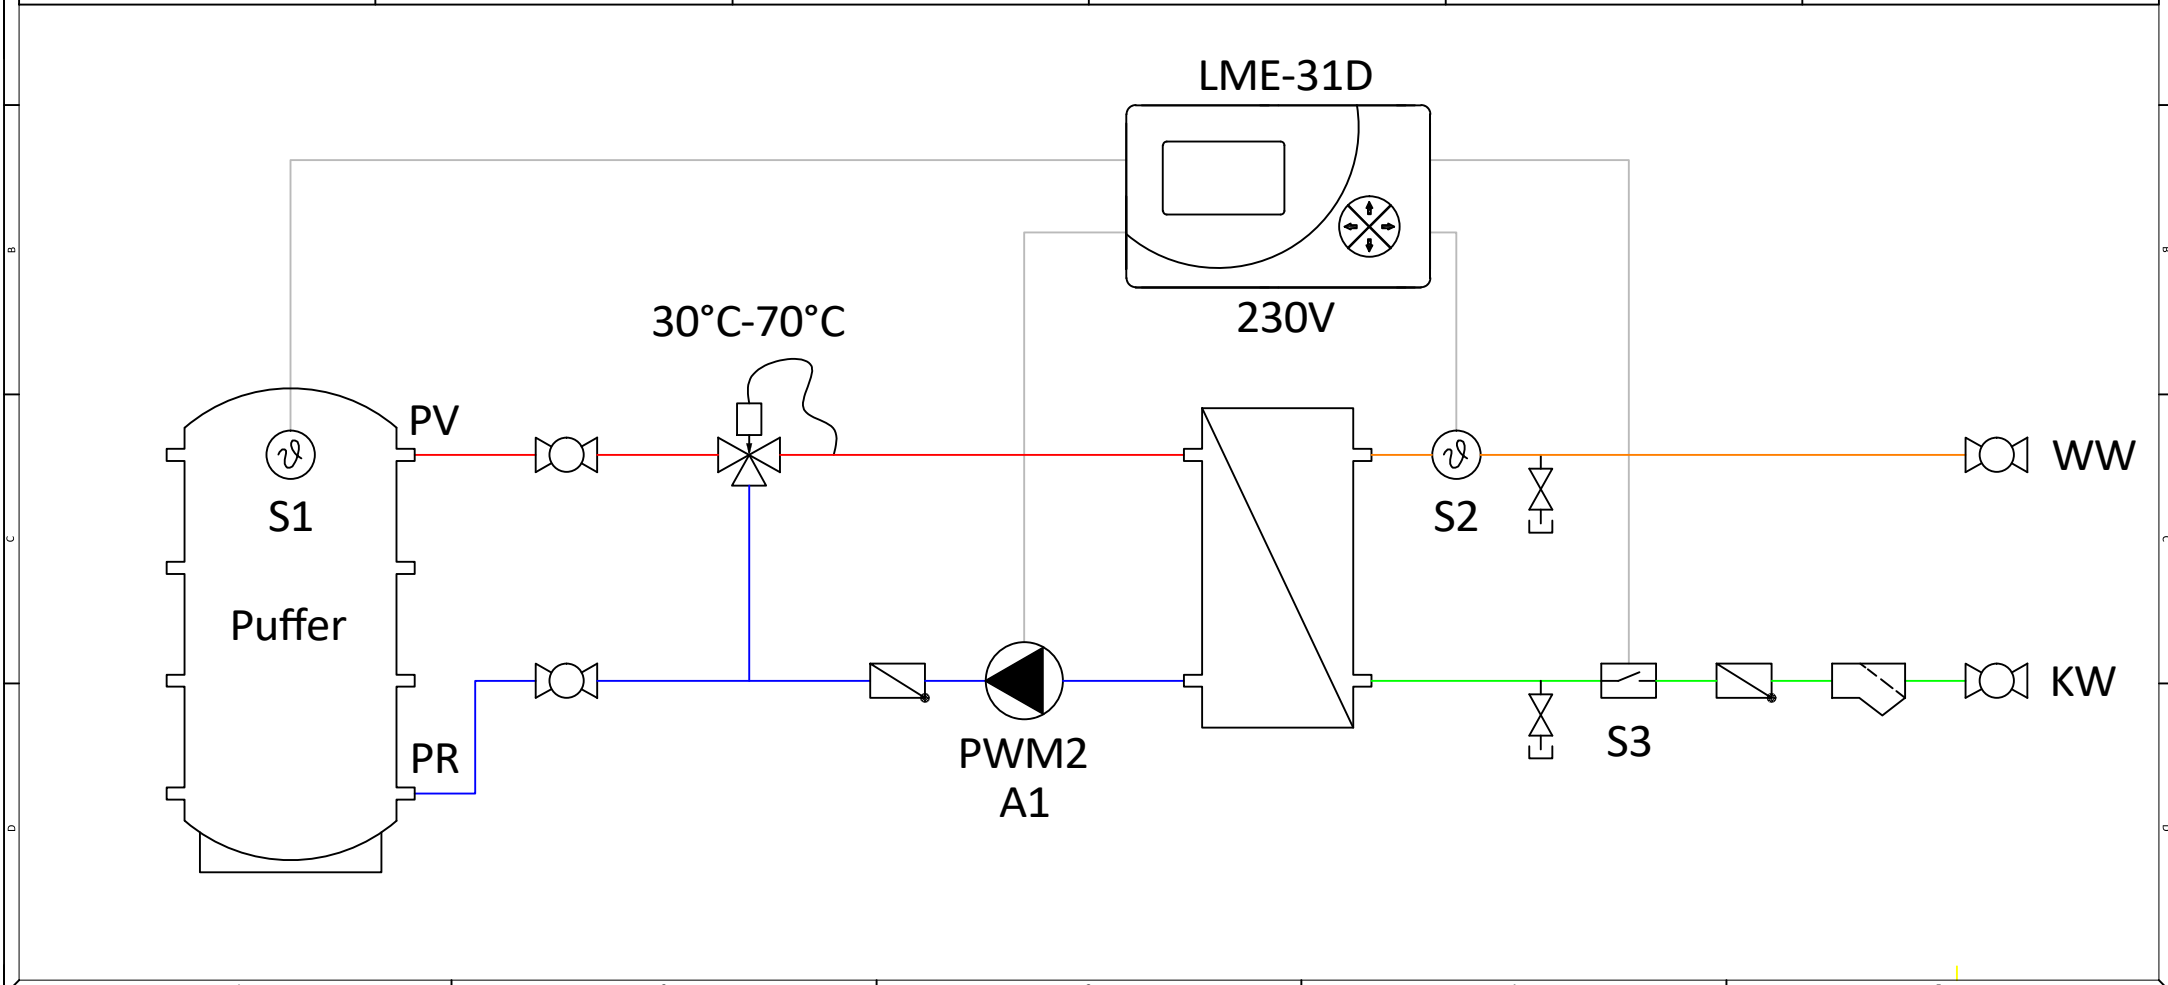 LME-31D
230V
30°C-70°C
PV
WW
S1
S2
Puffer
KW
PR
S3
PWM2
A1
B
B
C
D
D